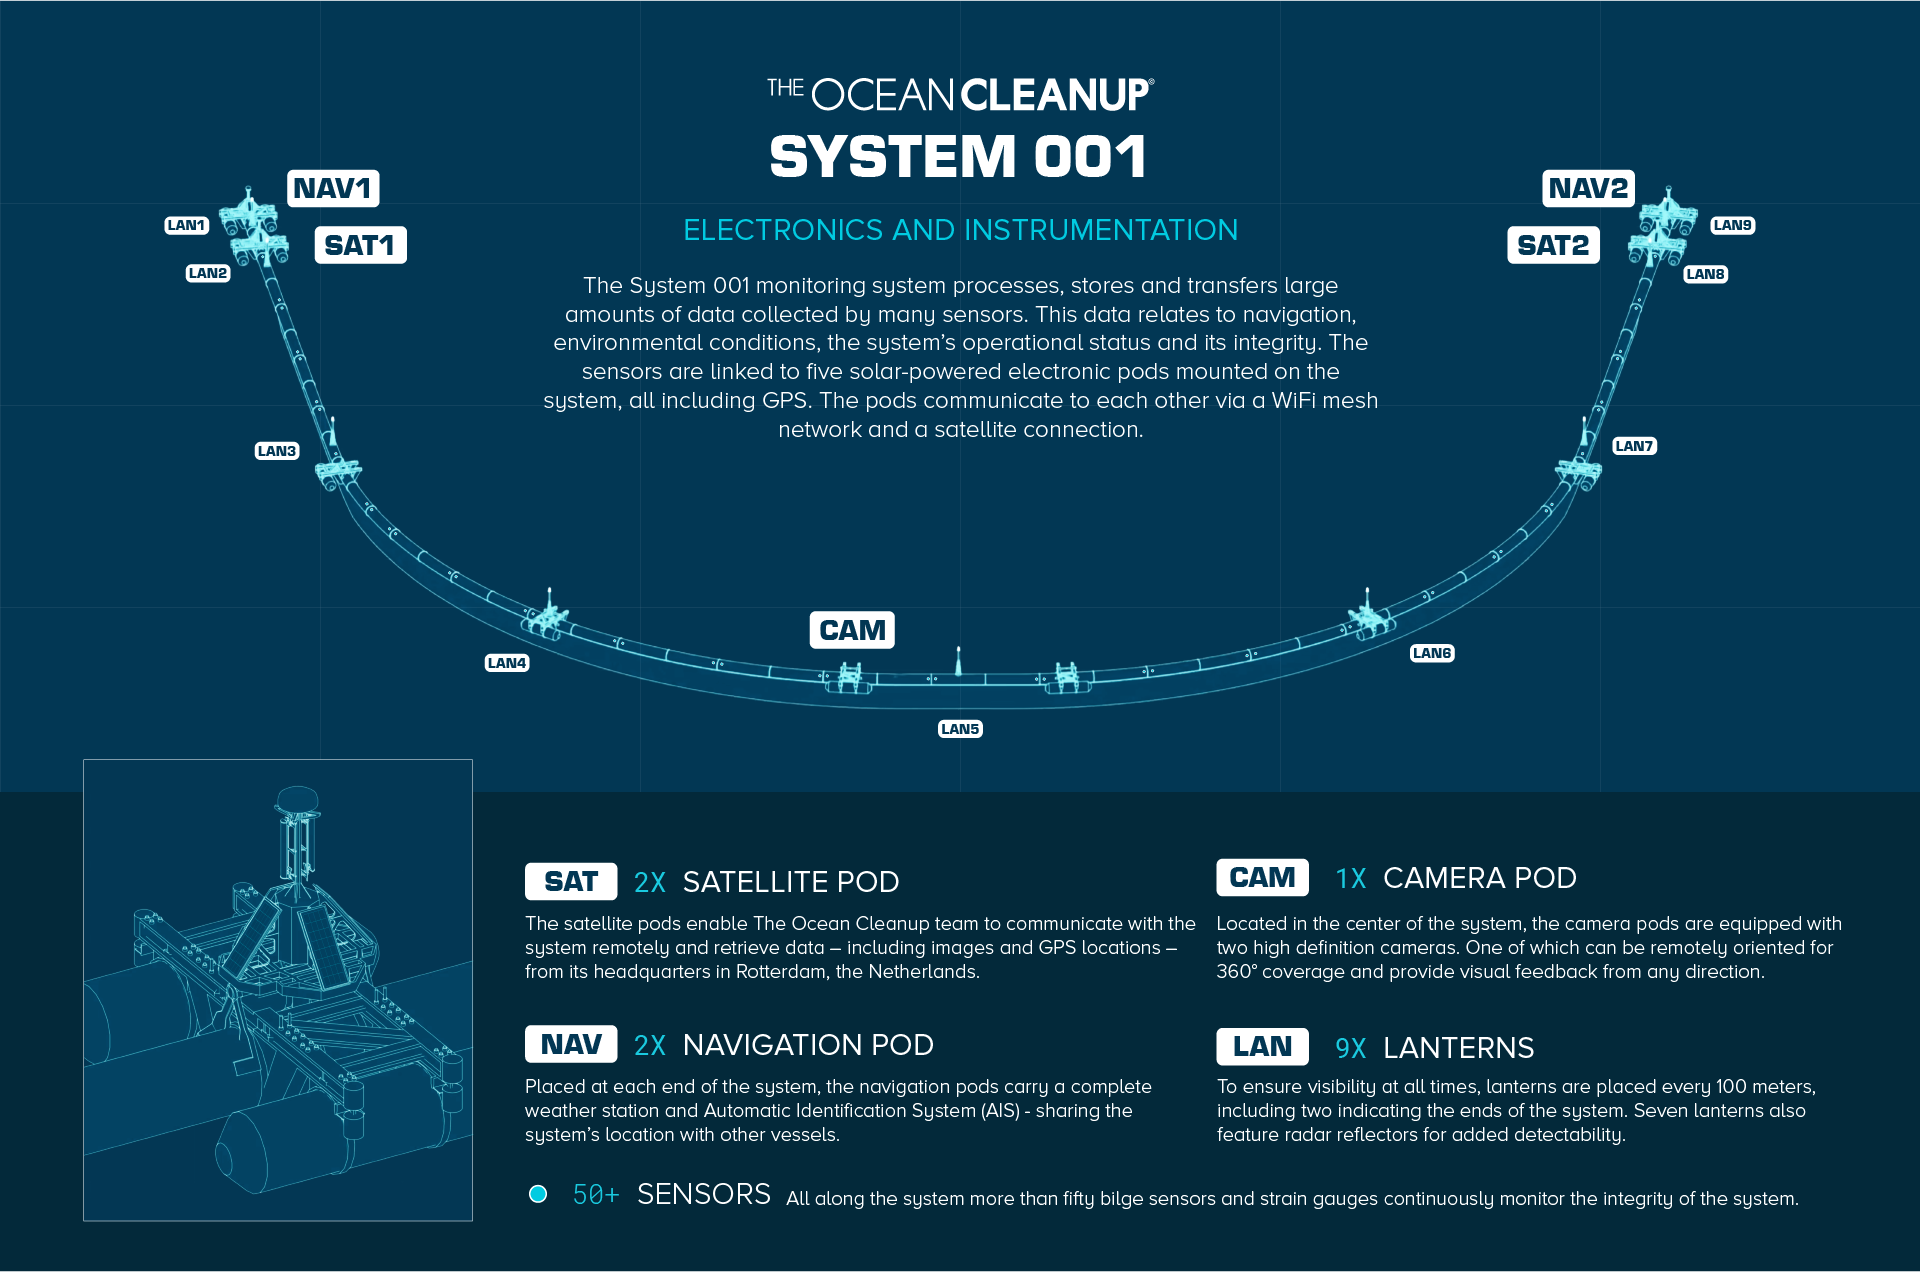 THE OCEAN CLEANUP®
SYSTEM 001
ELECTRONICS AND INSTRUMENTATION
The System 001 monitoring system processes, stores and transfers large
amounts of data collected by many sensors. This data relates to navigation,
environmental conditions, the system's operational status and its integrity. The
sensors are linked to five solar-powered electronic pods mounted on the
system, all including GPS. The pods communicate to each other via a WiFi mesh
network and a satellite connection.
NAV1
LAN1
SAT1
LAN2
LAN3
LAN4
CAM
LAN5
LAN6
LAN7
NAV2
LAN9
SAT2
LAN8
SAT 2X SATELLITE POD
The satellite pods enable The Ocean Cleanup team to communicate with the
system remotely and retrieve data – including images and GPS locations –
from its headquarters in Rotterdam, the Netherlands.
CAM 1X CAMERA POD
Located in the center of the system, the camera pods are equipped with
two high definition cameras. One of which can be remotely oriented for
360° coverage and provide visual feedback from any direction.
NAV 2X NAVIGATION POD
Placed at each end of the system, the navigation pods carry a complete
weather station and Automatic Identification System (AIS) - sharing the
system's location with other vessels.
LAN 9X LANTERNS
To ensure visibility at all times, lanterns are placed every 100 meters,
including two indicating the ends of the system. Seven lanterns also
feature radar reflectors for added detectability.
50+ SENSORS All along the system more than fifty bilge sensors and strain gauges continuously monitor the integrity of the system.